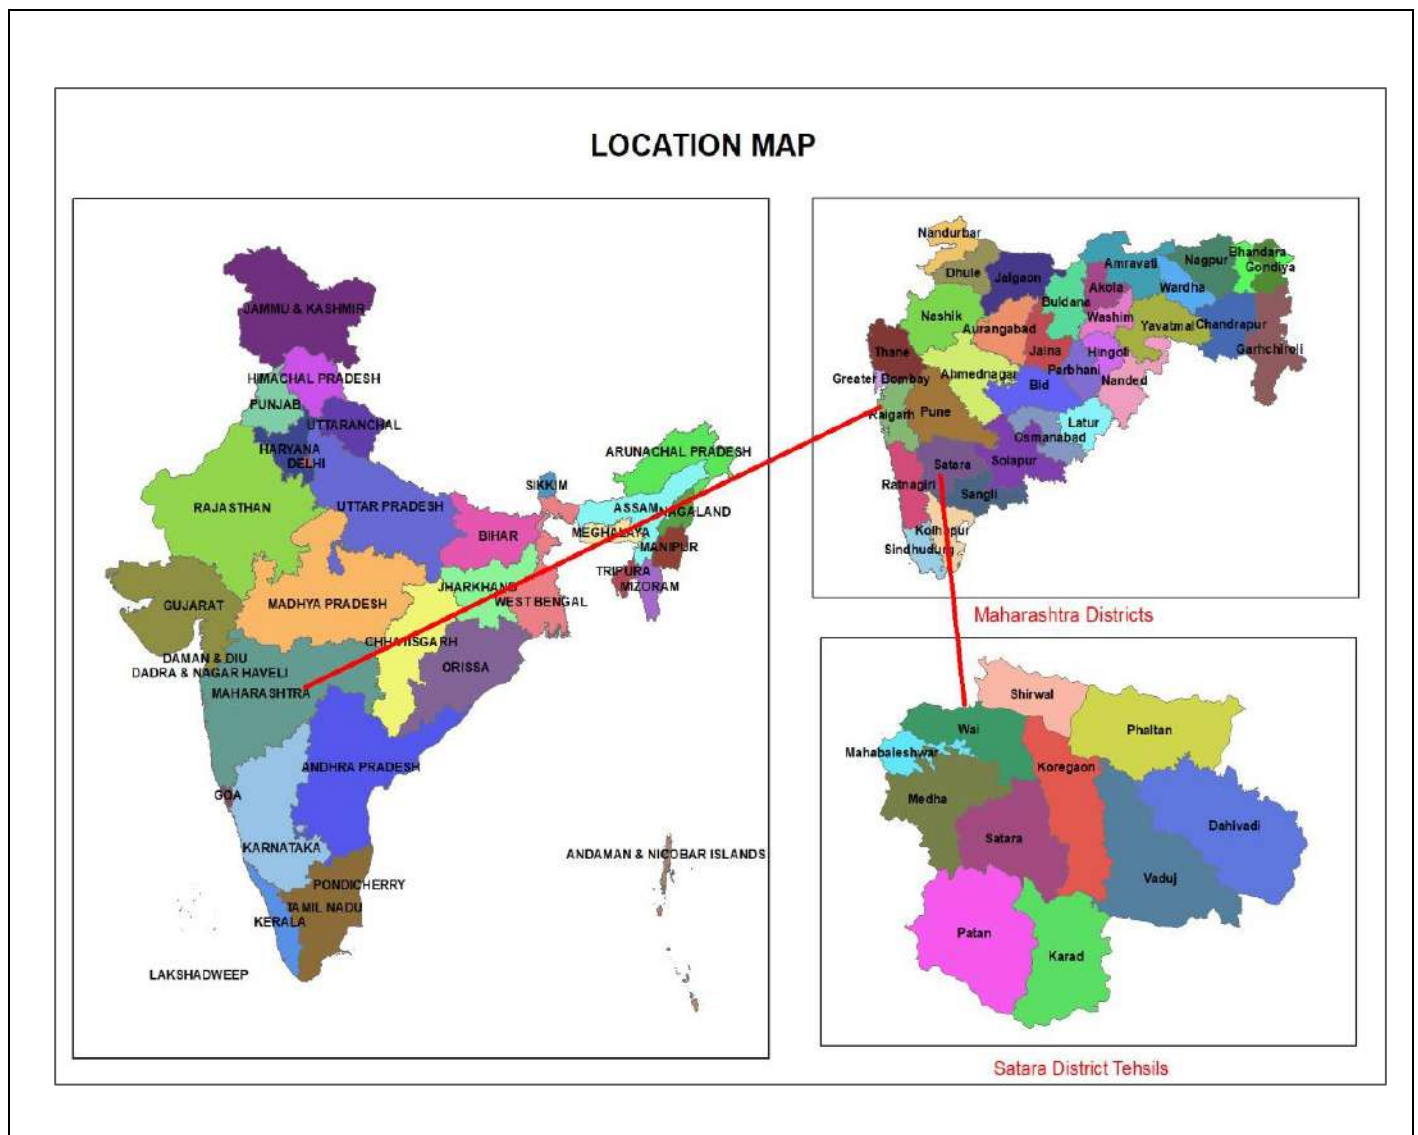 LOCATION MAP
JAMMU & KASHMIR
HIMACHAL PRADESH
PUNJAB
UTTARANCHAL
HARYANA
DELHI
ARUNACHAL PRADESH
SIKKIM
RAJASTHAN
UTTAR PRADESH
ASSAM
NAGALAND
BIHAR
MEGHALAYA
MANIPUR
TRIPURA
MIZORAM
JHARKHAND
WEST BENGAL
GUJARAT
MADHYA PRADESH
CHHATISGARH
ORISSA
DAMAN & DIU
DADRA & NAGAR HAVELI
MAHARASHTRA
ANDHRA PRADESH
GOA
KARNATAKA
ANDAMAN & NICOBAR ISLANDS
PONDICHERRY
TAMIL NADU
KERALA
LAKSHADWEEP
Nandurbar
Dhule
Jalgaon
Amravati
Nagpur
Bhandara
Gondiya
Akola
Wardha
Buldana
Nashik
Aurangabad
Washim
Yavatmal
Chandrapur
Thane
Jalna
Hingoli
Garhchiroli
Greater Bombay
Ahmednagar
Parbhani
Bid
Nanded
Raigarh
Pune
Latur
Osmanabad
Satara
Solapur
Ratnagiri
Sangli
Kolhapur
Sindhudurg
Maharashtra Districts
Shirwal
Wai
Phaltan
Mahabaleshwar
Koregaon
Medha
Satara
Dahivadi
Vaduj
Patan
Karad
Satara District Tehsils